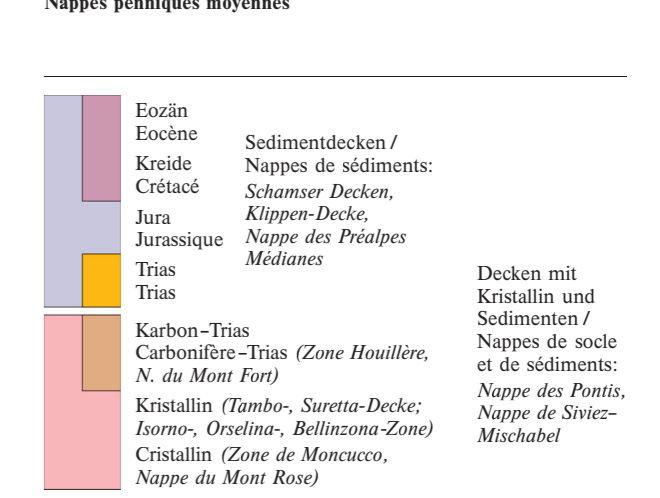 Nappes penniques moyennes
Eozän
Eocène
Kreide
Crétacé
Jura
Jurassique
Trias
Trias
Sedimentdecken /
Nappes de sédiments:
Schamser Decken,
Klippen-Decke,
Nappe des Préalpes
Médianes
Karbon–Trias
Carbonifère–Trias (Zone Houillère,
N. du Mont Fort)
Kristallin (Tambo-, Suretta-Decke;
Isorno-, Orselina-, Bellinzona-Zone)
Cristallin (Zone de Moncucco,
Nappe du Mont Rose)
Decken mit
Kristallin und
Sedimenten /
Nappes de socle
et de sédiments:
Nappe des Pontis,
Nappe de Siviez–
Mischabel